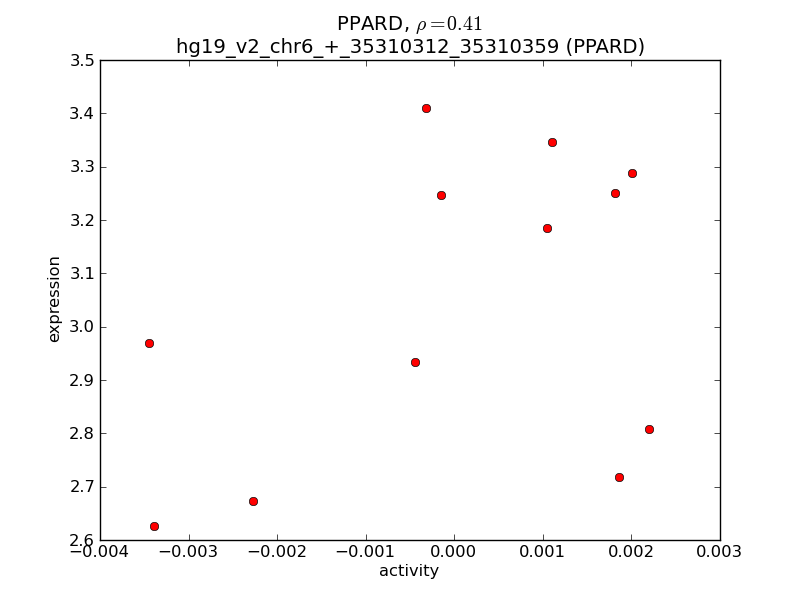 PPARD, ρ=0.41
hg19_v2_chr6_+_35310312_35310359 (PPARD)
3.5
3.4
3.3
3.2
3.1
3.0
2.9
2.8
2.7
2.6
expression
−0.004 −0.003 −0.002 −0.001 0.000 0.001 0.002 0.003
activity